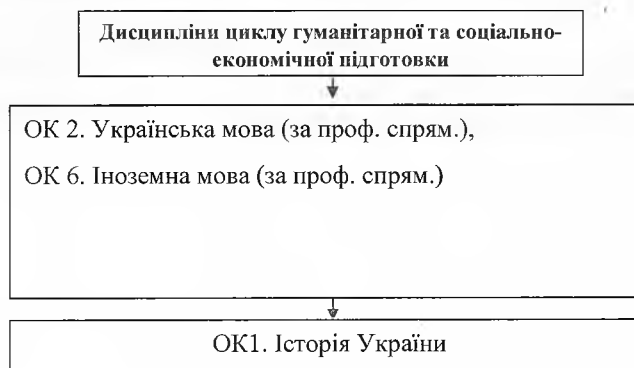 Дисципліни циклу гуманітарної та соціально-
економічної підготовки
ОК 2. Українська мова (за проф. спрям.),
ОК 6. Іноземна мова (за проф. спрям.)
ОК1. Історія України